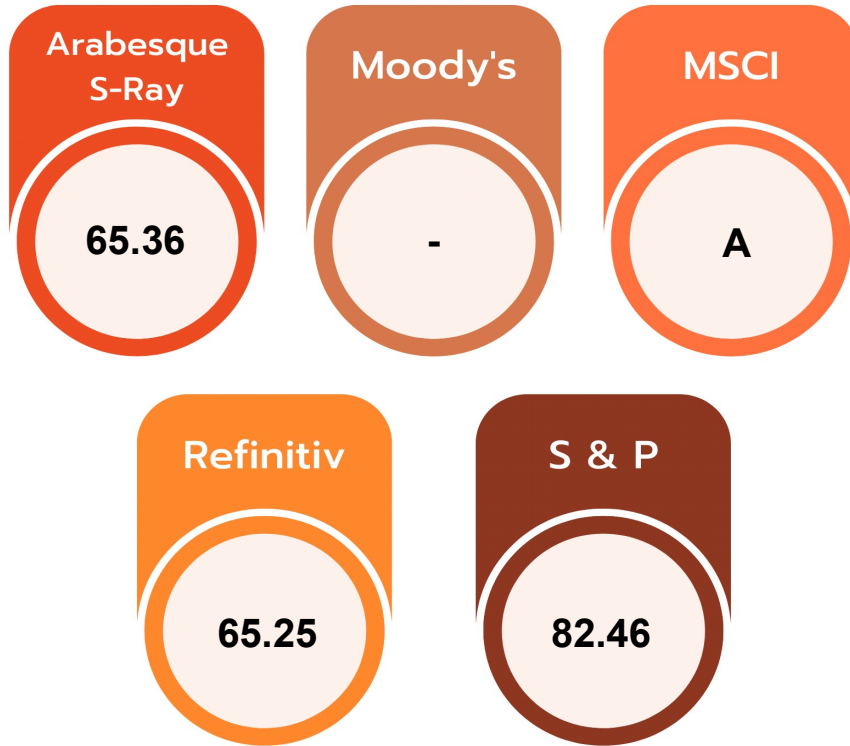 Arabesque
S-Ray
65.36
Moody's
-
MSCI
A
Refinitiv
65.25
S & P
82.46